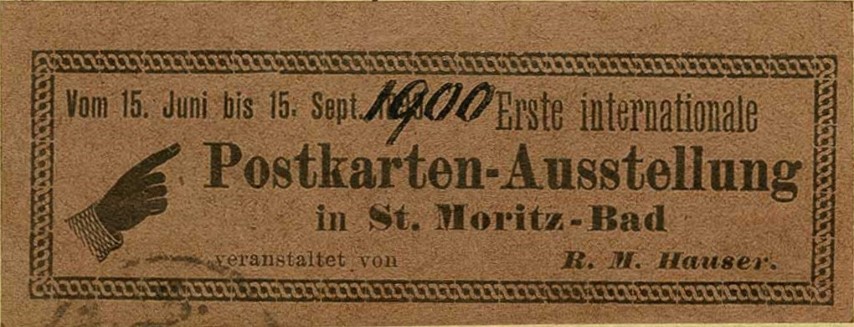 Vom 15. Juni bis 15. Sept. 1900 Erste internationale
Postkarten-Ausstellung
in St. Moritz-Bad
veranstaltet von R. M. Hauser.